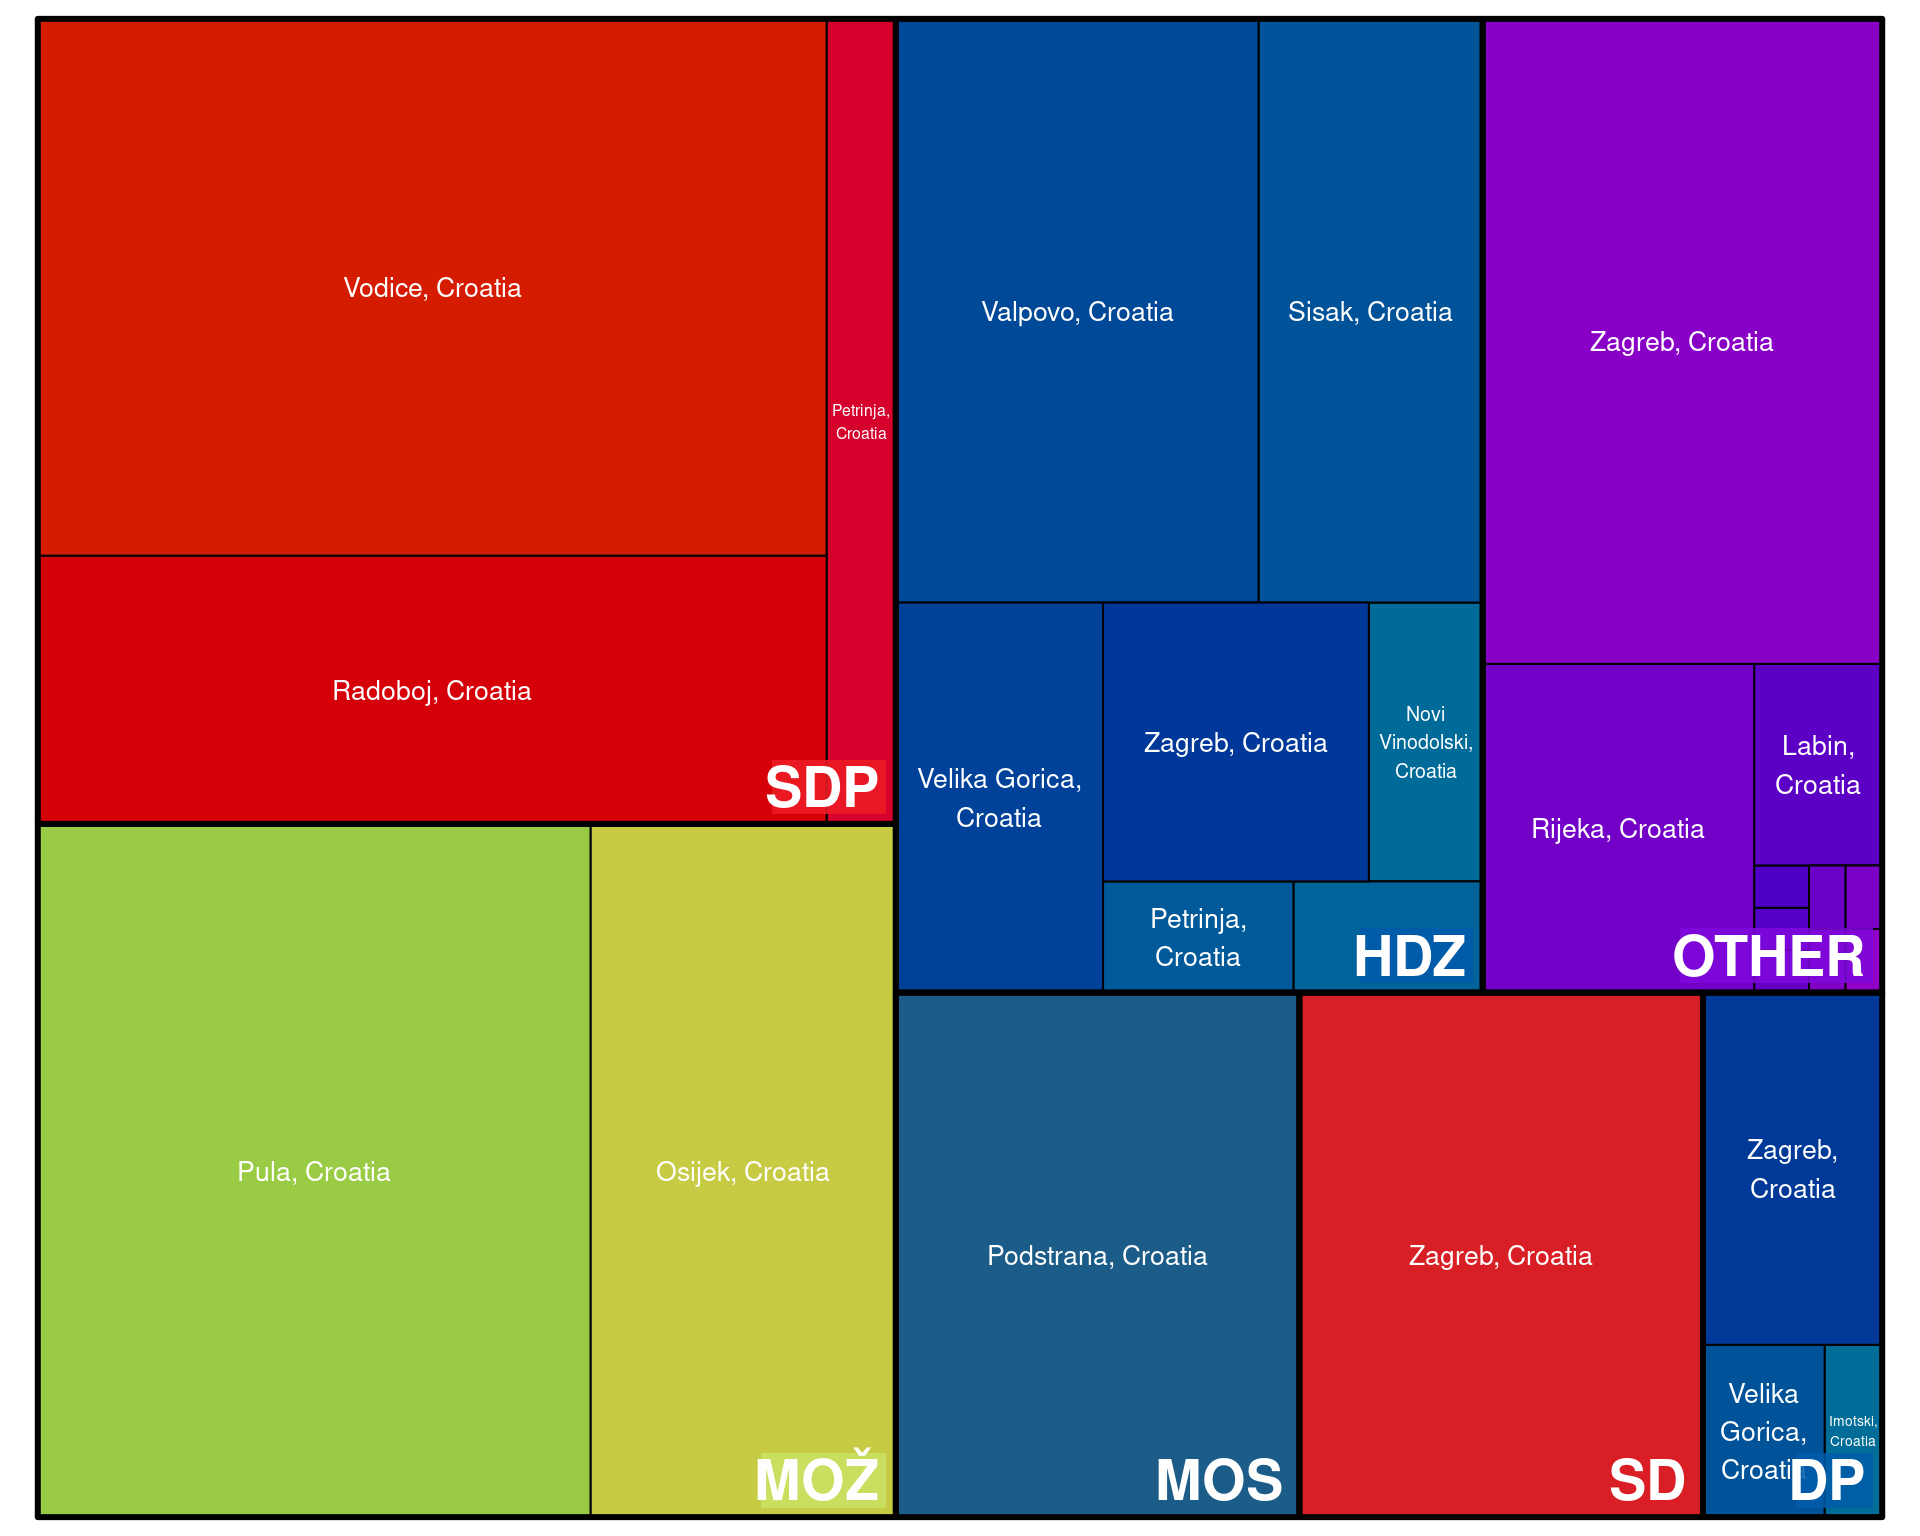 Vodice, Croatia
Petrinja,
Croatia
Radoboj, Croatia
SDP
Pula, Croatia
Osijek, Croatia
MOŽ
Valpovo, Croatia
Sisak, Croatia
Velika Gorica,
Croatia
Zagreb, Croatia
Novi
Vinodolski,
Croatia
Petrinja,
Croatia
HDZ
Zagreb, Croatia
Rijeka, Croatia
Labin,
Croatia
OTHER
Podstrana, Croatia
MOS
Zagreb, Croatia
SD
Zagreb,
Croatia
Velika
Gorica,
Croatia
Imotski,
Croatia
DP